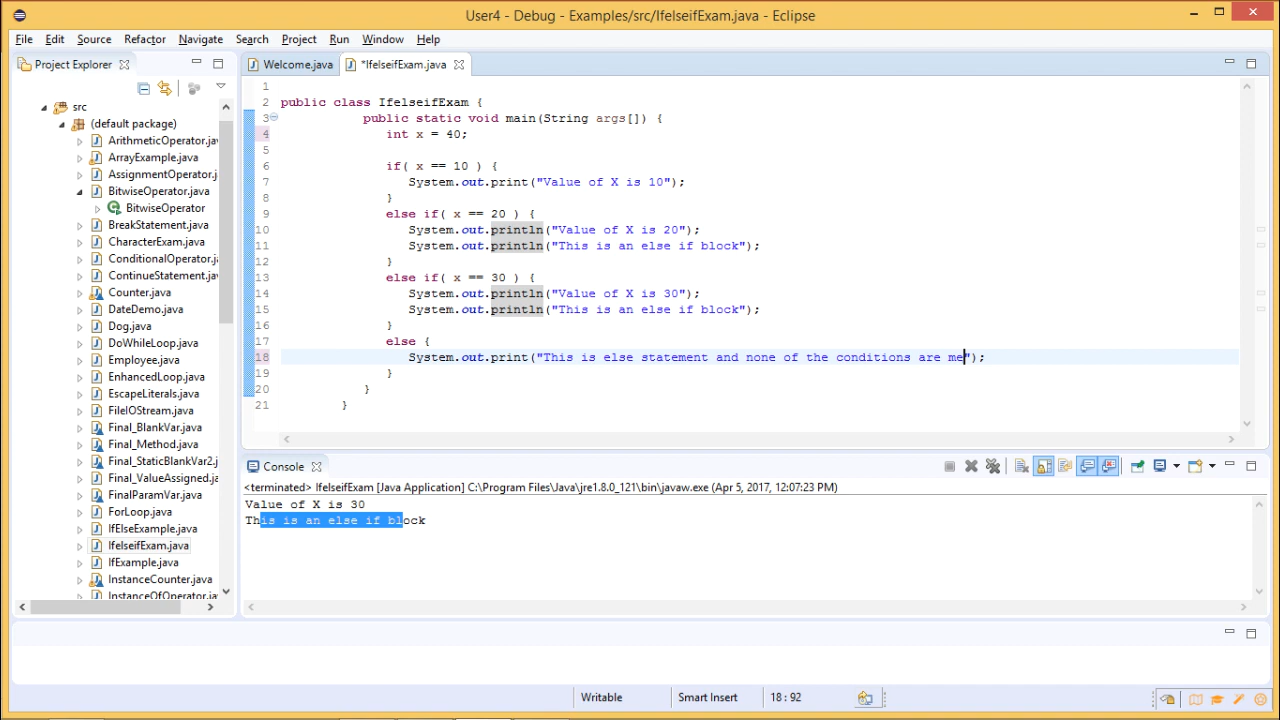 User4 - Debug - Examples/src/IfelseifExam.java - Eclipse
File Edit Source Refactor Navigate Search Project Run Window Help
Project Explorer
src
(default package)
ArithmeticOperator.ja
ArrayExample.java
AssignmentOperator.j
BitwiseOperator.java
BitwiseOperator
BreakStatement.java
CharacterExam.java
ConditionalOperator.ja
ContinueStatement.jav
Counter.java
DateDemo.java
Dog.java
DoWhileLoop.java
Employee.java
EnhancedLoop.java
EscapeLiterals.java
FileIOStream.java
Final_BlankVar.java
Final_Method.java
Final_StaticBlankVar2.j
Final_ValueAssigned.ja
FinalParamVar.java
ForLoop.java
IfElseExample.java
IfelseifExam.java
IfExample.java
InstanceCounter.java
InstanceOfOperator.ja
Welcome.java *IfelseifExam.java
1
2 public class IfelseifExam {
3 public static void main(String args[]) {
4 int x = 40;
5
6 if( x == 10 ) {
7 System.out.print("Value of X is 10");
8 }
9 else if( x == 20 ) {
10 System.out.println("Value of X is 20");
11 System.out.println("This is an else if block");
12 }
13 else if( x == 30 ) {
14 System.out.println("Value of X is 30");
15 System.out.println("This is an else if block");
16 }
17 else {
18 System.out.print("This is else statement and none of the conditions are me");
19 }
20 }
21 }
Console
<terminated> IfelseifExam [Java Application] C:\Program Files\Java\jre1.8.0_121\bin\javaw.exe (Apr 5, 2017, 12:07:23 PM)
Value of X is 30
This is an else if block
Writable Smart Insert 18 : 92